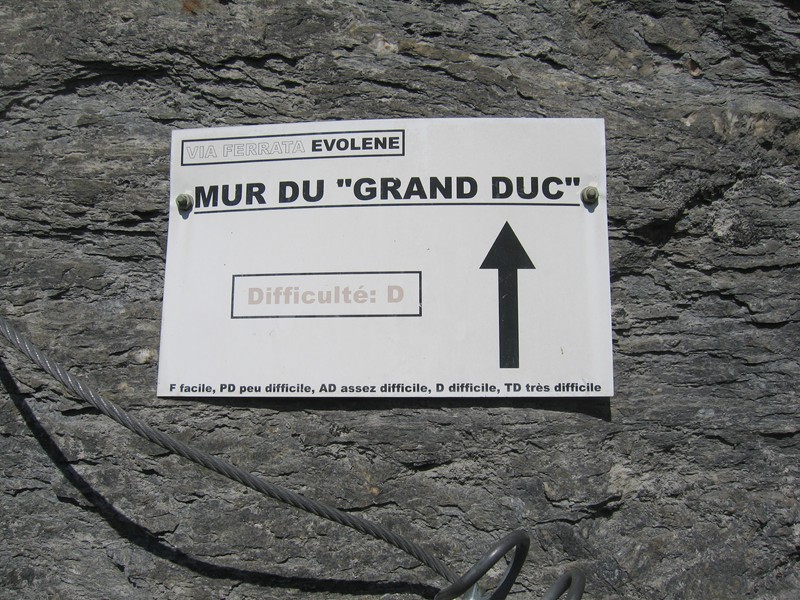 VIA FERRATA EVOLENE
MUR DU "GRAND DUC"
Difficulté: D
F facile, PD peu difficile, AD assez difficile, D difficile, TD très difficile